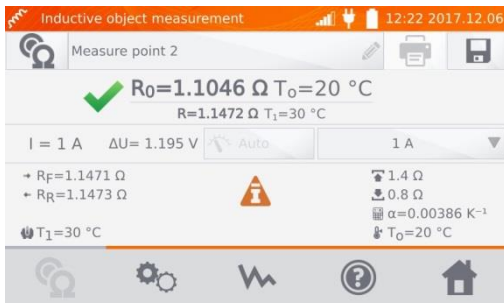 Inductive object measurement 12:22 2017.12.06
Measure point 2
R0=1.1046 Ω To=20 °C
R=1.1472 Ω T1=30 °C
I = 1 A ΔU= 1.195 V Auto 1 A
RF=1.1471 Ω 1.4 Ω
RR=1.1473 Ω 0.8 Ω
α=0.00386 K⁻¹
T1=30 °C To=20 °C